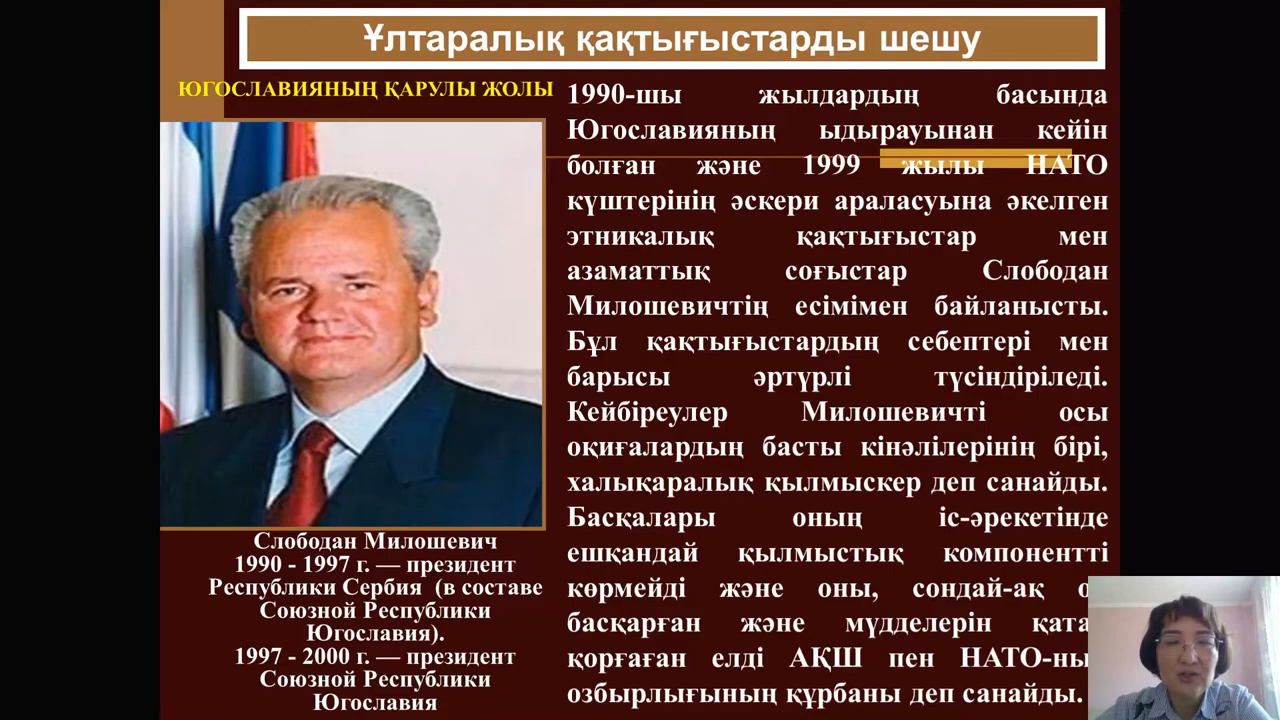 Ұлтаралық қақтығыстарды шешу
ЮГОСЛАВИЯНЫҢ ҚАРУЛЫ ЖОЛЫ
Слободан Милошевич
1990 - 1997 г. — президент
Республики Сербия (в составе
Союзной Республики
Югославия).
1997 - 2000 г. — президент
Союзной Республики
Югославия
1990-шы жылдардың басында
Югославияның ыдырауынан кейін
болған және 1999 жылы НАТО
күштерінің әскери араласуына әкелген
этникалық қақтығыстар мен
азаматтық соғыстар Слободан
Милошевичтің есімімен байланысты.
Бұл қақтығыстардың себептері мен
барысы әртүрлі түсіндіріледі.
Кейбіреулер Милошевичті осы
оқиғалардың басты кінәлілерінің бірі,
халықаралық қылмыскер деп санайды.
Басқалары оның іс-әрекетінде
ешқандай қылмыстық компонентті
көрмейді және оны, сондай-ақ
басқарған және мүдделерін
қорғаған елді АҚШ пен
озбырлығының құрбаны деп санайды.